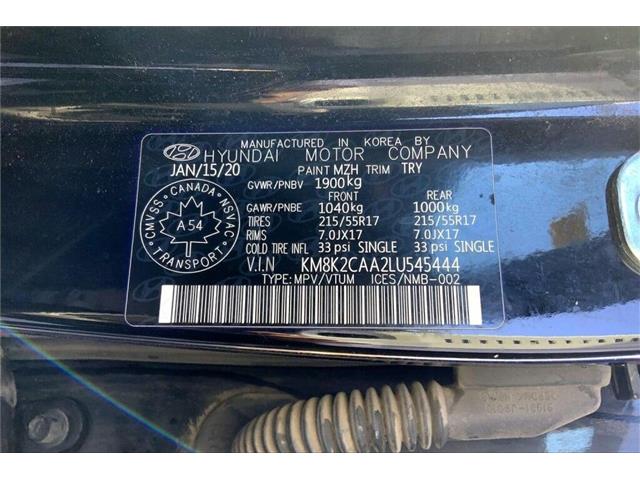 MANUFACTURED IN KOREA BY
HYUNDAI MOTOR COMPANY
JAN/15/20 PAINT MZH TRIM TRY
GVWR/PNBV 1900kg
FRONT REAR
GAWR/PNBE 1040kg 1000kg
TIRES 215/55R17 215/55R17
RIMS 7.0JX17 7.0JX17
COLD TIRE INFL 33 psi SINGLE 33 psi SINGLE
V.I.N KM8K2CAA2LU545444
TYPE:MPV/VTUM ICES/NMB-002
CMVSS - CANADA - NSVAC
A 54
TRANSPORT